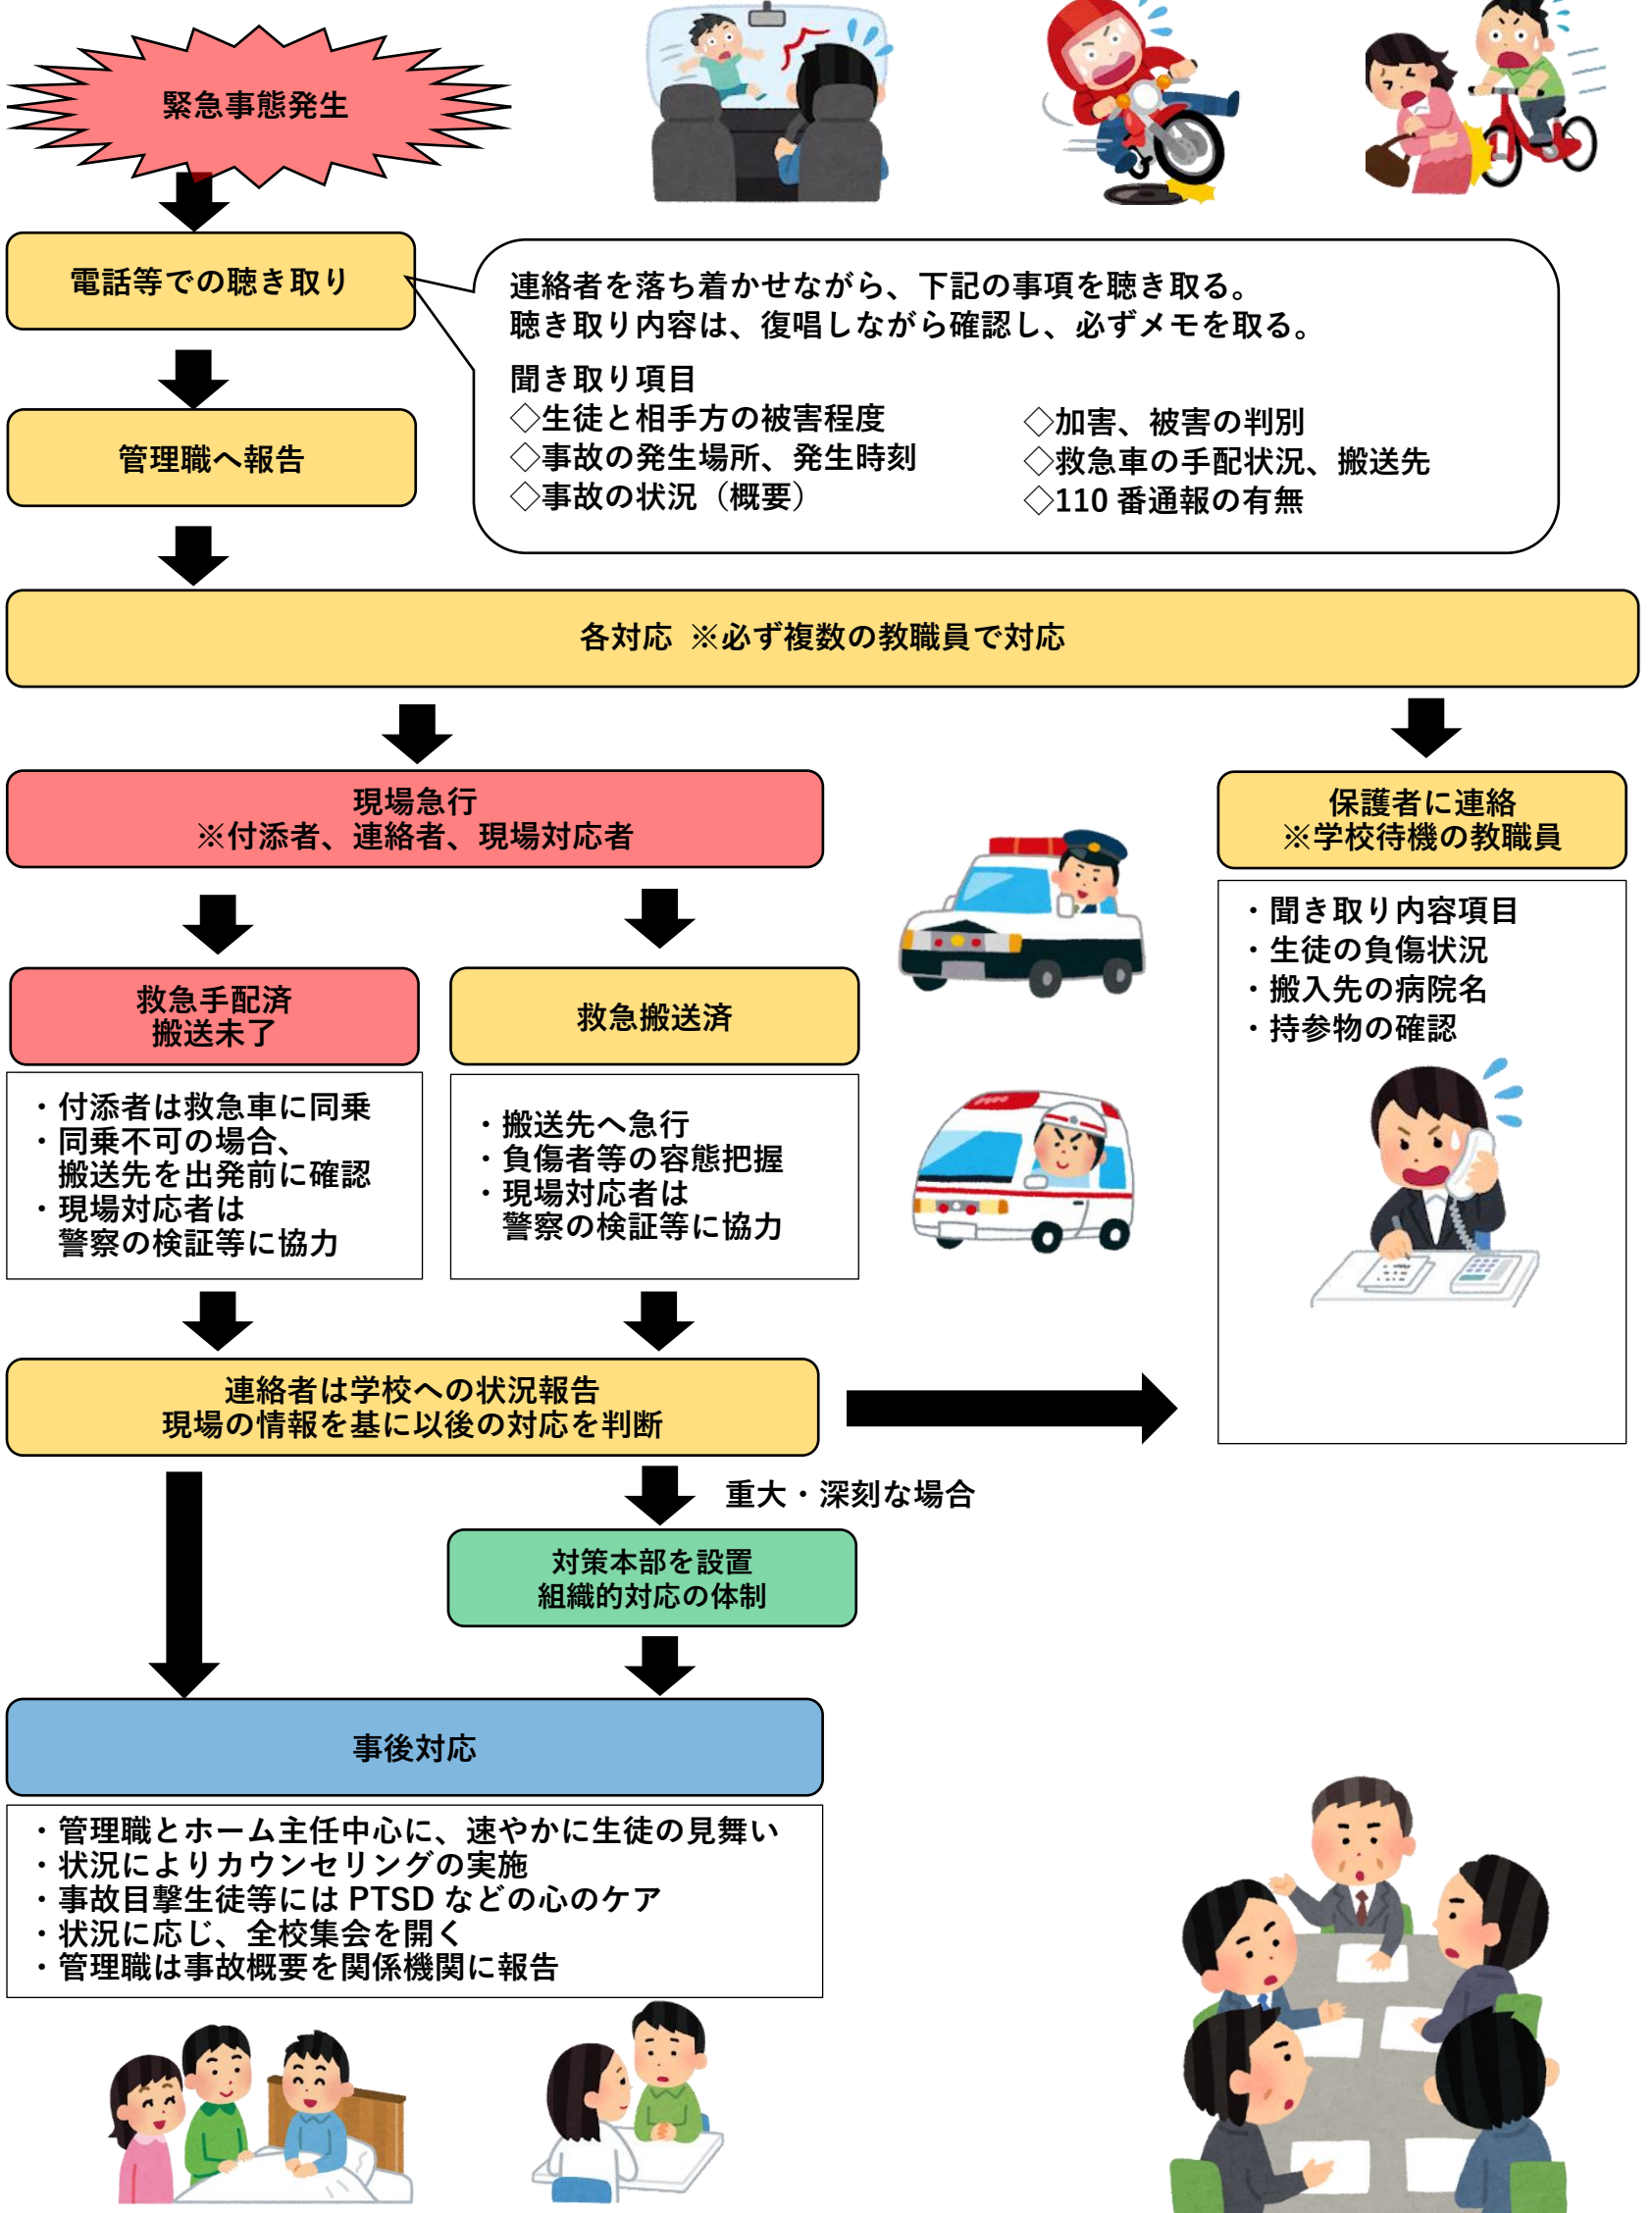 緊急事態発生
電話等での聴き取り
連絡者を落ち着かせながら、下記の事項を聴き取る。
聴き取り内容は、復唱しながら確認し、必ずメモを取る。
聞き取り項目
◇生徒と相手方の被害程度
◇事故の発生場所、発生時刻
◇事故の状況（概要）
◇加害、被害の判別
◇救急車の手配状況、搬送先
◇110 番通報の有無
管理職へ報告
各対応 ※必ず複数の教職員で対応
現場急行
※付添者、連絡者、現場対応者
保護者に連絡
※学校待機の教職員
・聞き取り内容項目
・生徒の負傷状況
・搬入先の病院名
・持参物の確認
救急手配済
搬送未了
・付添者は救急車に同乗
・同乗不可の場合、
搬送先を出発前に確認
・現場対応者は
警察の検証等に協力
救急搬送済
・搬送先へ急行
・負傷者等の容態把握
・現場対応者は
警察の検証等に協力
連絡者は学校への状況報告
現場の情報を基に以後の対応を判断
重大・深刻な場合
対策本部を設置
組織的対応の体制
事後対応
・管理職とホーム主任中心に、速やかに生徒の見舞い
・状況によりカウンセリングの実施
・事故目撃生徒等には PTSD などの心のケア
・状況に応じ、全校集会を開く
・管理職は事故概要を関係機関に報告